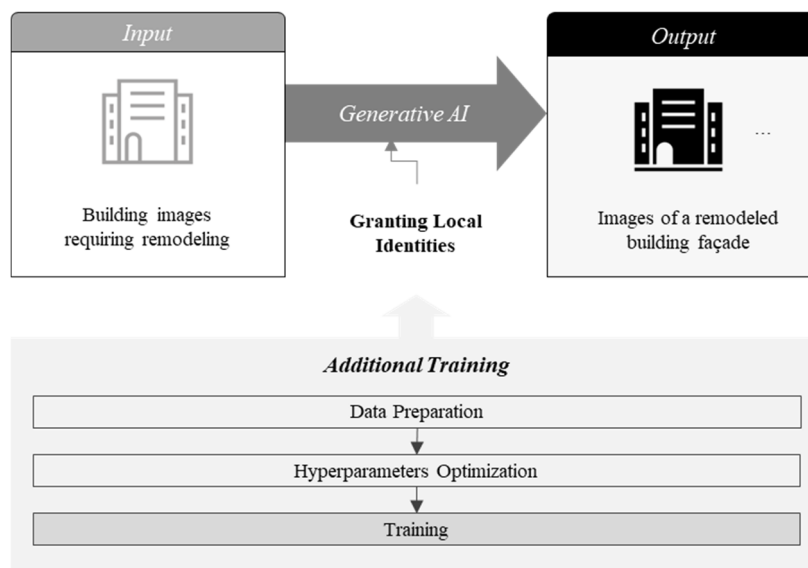 Input
Generative AI
Output
Building images
requiring remodeling
Granting Local
Identities
...
Images of a remodeled
building façade
Additional Training
Data Preparation
Hyperparameters Optimization
Training